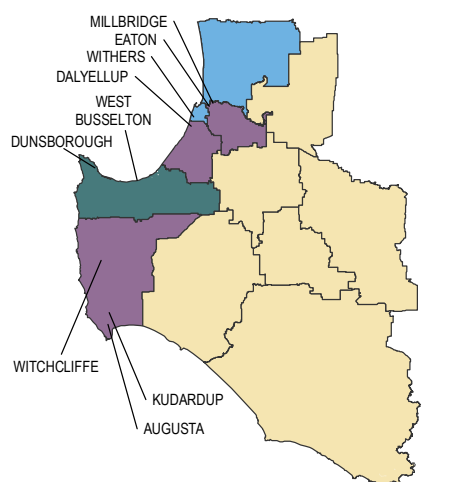 MILLBRIDGE
EATON
WITHERS
DALYELLUP
WEST
BUSSELTON
DUNSBOROUGH
WITCHCLIFFE
KUDARDUP
AUGUSTA